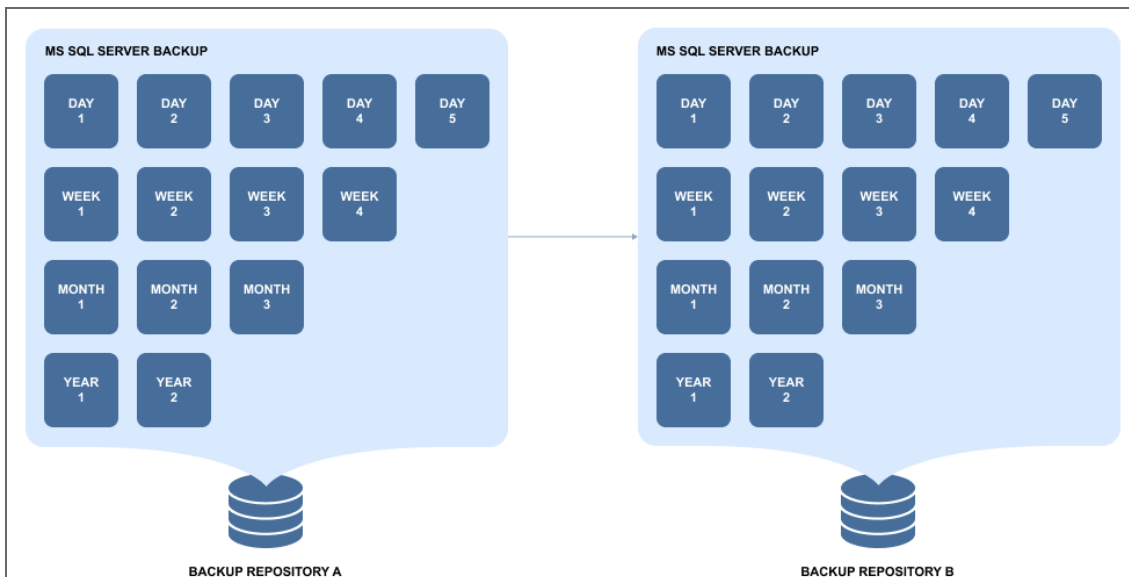 MS SQL SERVER BACKUP
DAY
1
DAY
2
DAY
3
DAY
4
DAY
5
WEEK
1
WEEK
2
WEEK
3
WEEK
4
MONTH
1
MONTH
2
MONTH
3
YEAR
1
YEAR
2
BACKUP REPOSITORY A
MS SQL SERVER BACKUP
DAY
1
DAY
2
DAY
3
DAY
4
DAY
5
WEEK
1
WEEK
2
WEEK
3
WEEK
4
MONTH
1
MONTH
2
MONTH
3
YEAR
1
YEAR
2
BACKUP REPOSITORY B